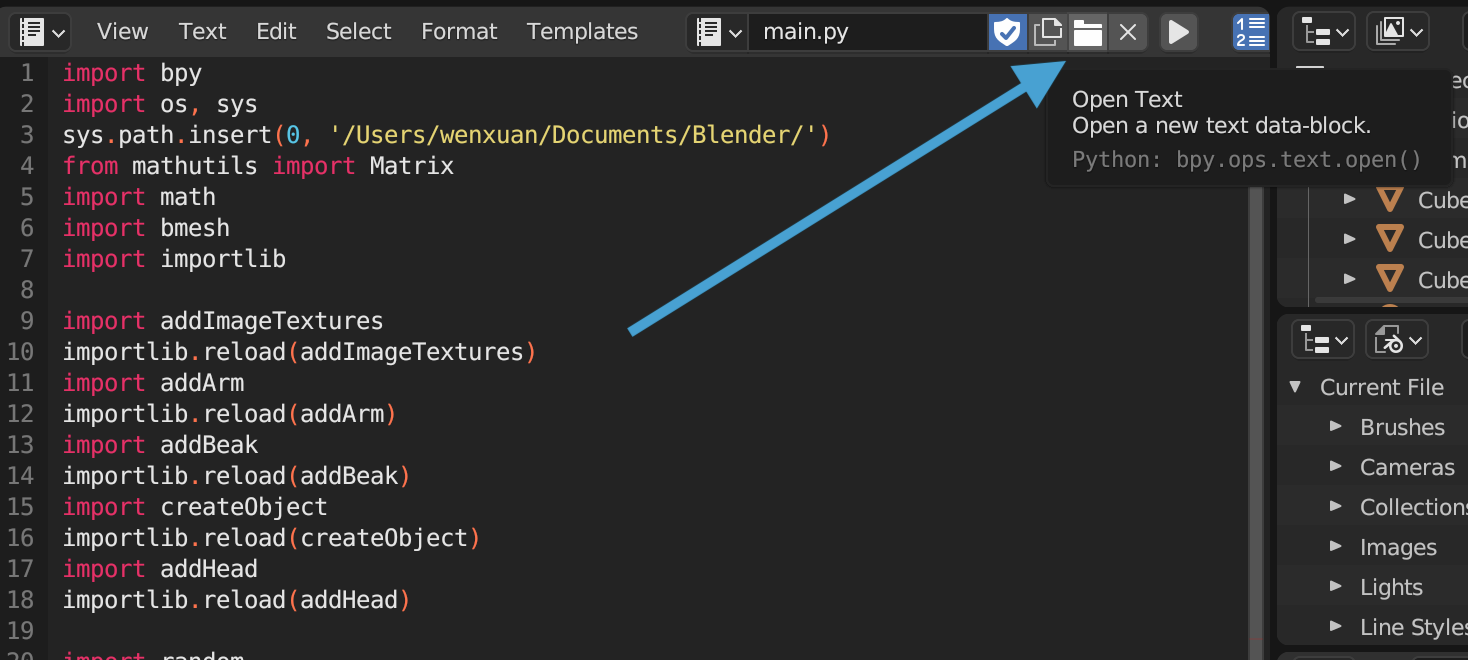 View Text Edit Select Format Templates main.py
1 import bpy
2 import os, sys
3 sys.path.insert(0, '/Users/wenxuan/Documents/Blender/')
4 from mathutils import Matrix
5 import math
6 import bmesh
7 import importlib
8
9 import addImageTextures
10 importlib.reload(addImageTextures)
11 import addArm
12 importlib.reload(addArm)
13 import addBeak
14 importlib.reload(addBeak)
15 import createObject
16 importlib.reload(createObject)
17 import addHead
18 importlib.reload(addHead)
19
20 import random
Open Text
Open a new text data-block.
Python: bpy.ops.text.open()
Cube
Cube
Cube
Current File
Brushes
Cameras
Collections
Images
Lights
Line Styles